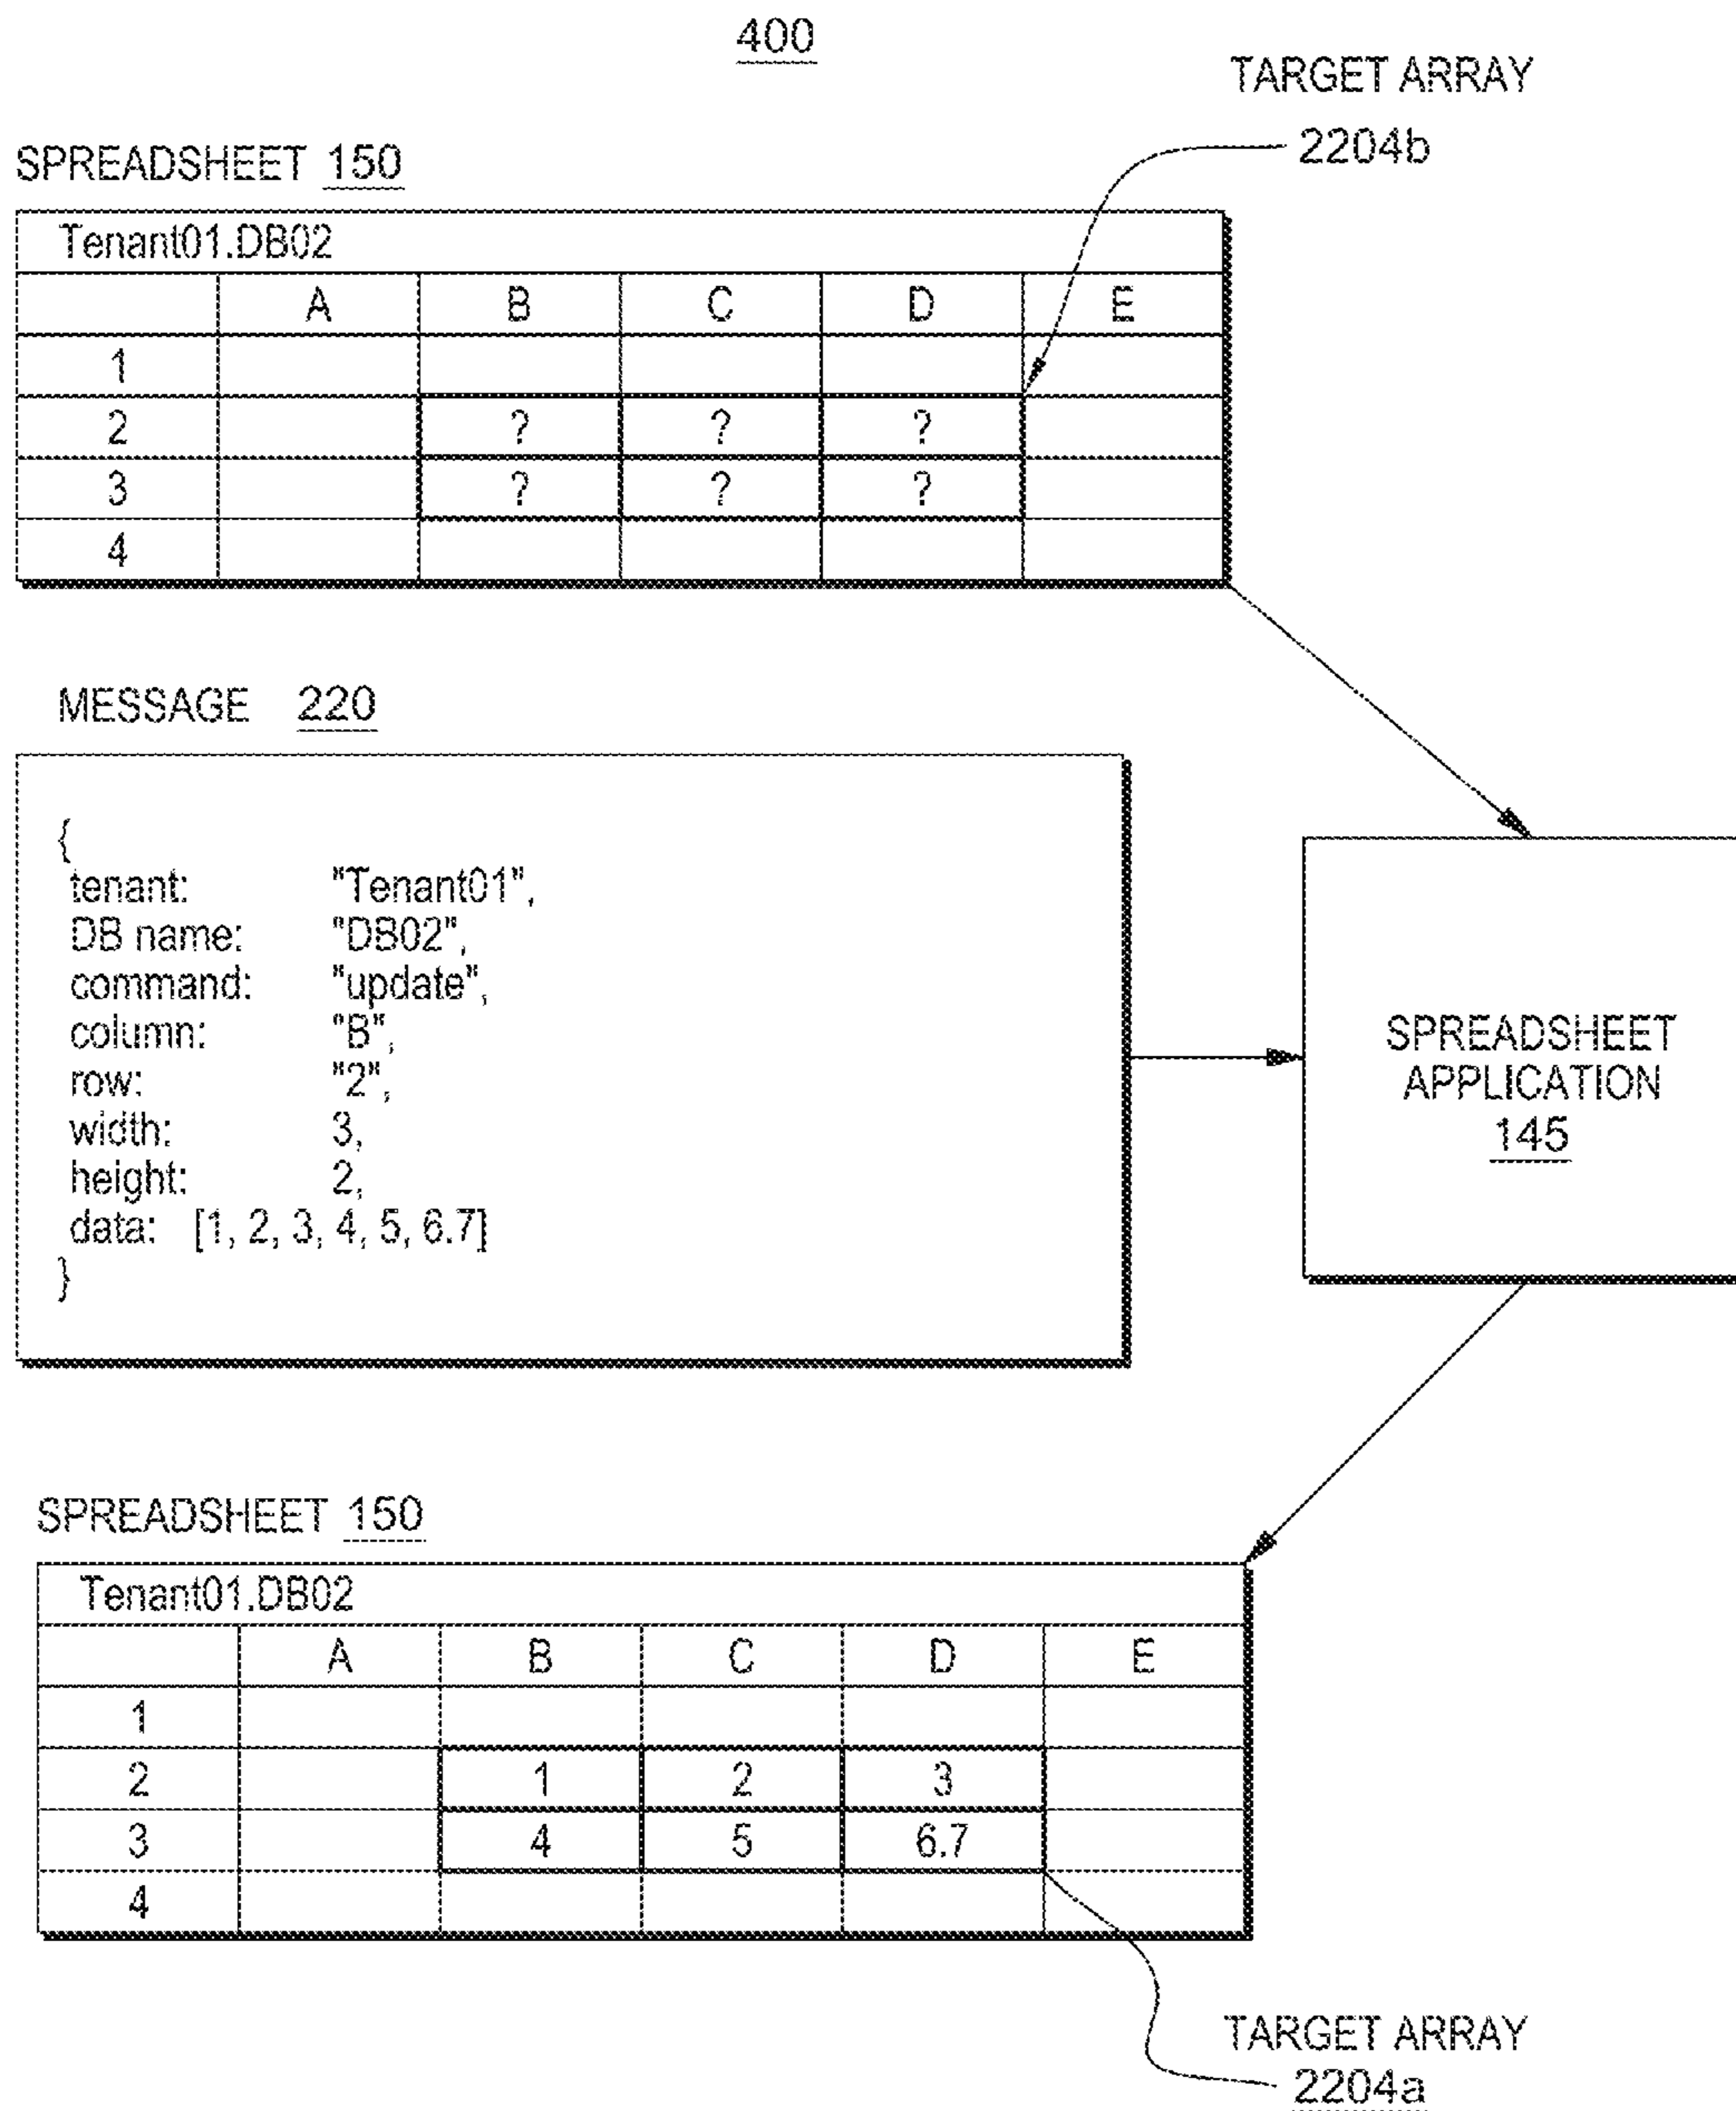 400
TARGET ARRAY
2204b
SPREADSHEET 150
Tenant01.DB02
A B C D E
1
2 ? ? ?
3 ? ? ?
4
MESSAGE 220
{
tenant: "Tenant01",
DB name: "DB02",
command: "update",
column: "B",
row: "2",
width: 3,
height: 2,
data: [1, 2, 3, 4, 5, 6.7]
}
SPREADSHEET
APPLICATION
145
SPREADSHEET 150
Tenant01.DB02
A B C D E
1
2 1 2 3
3 4 5 6.7
4
TARGET ARRAY
2204a